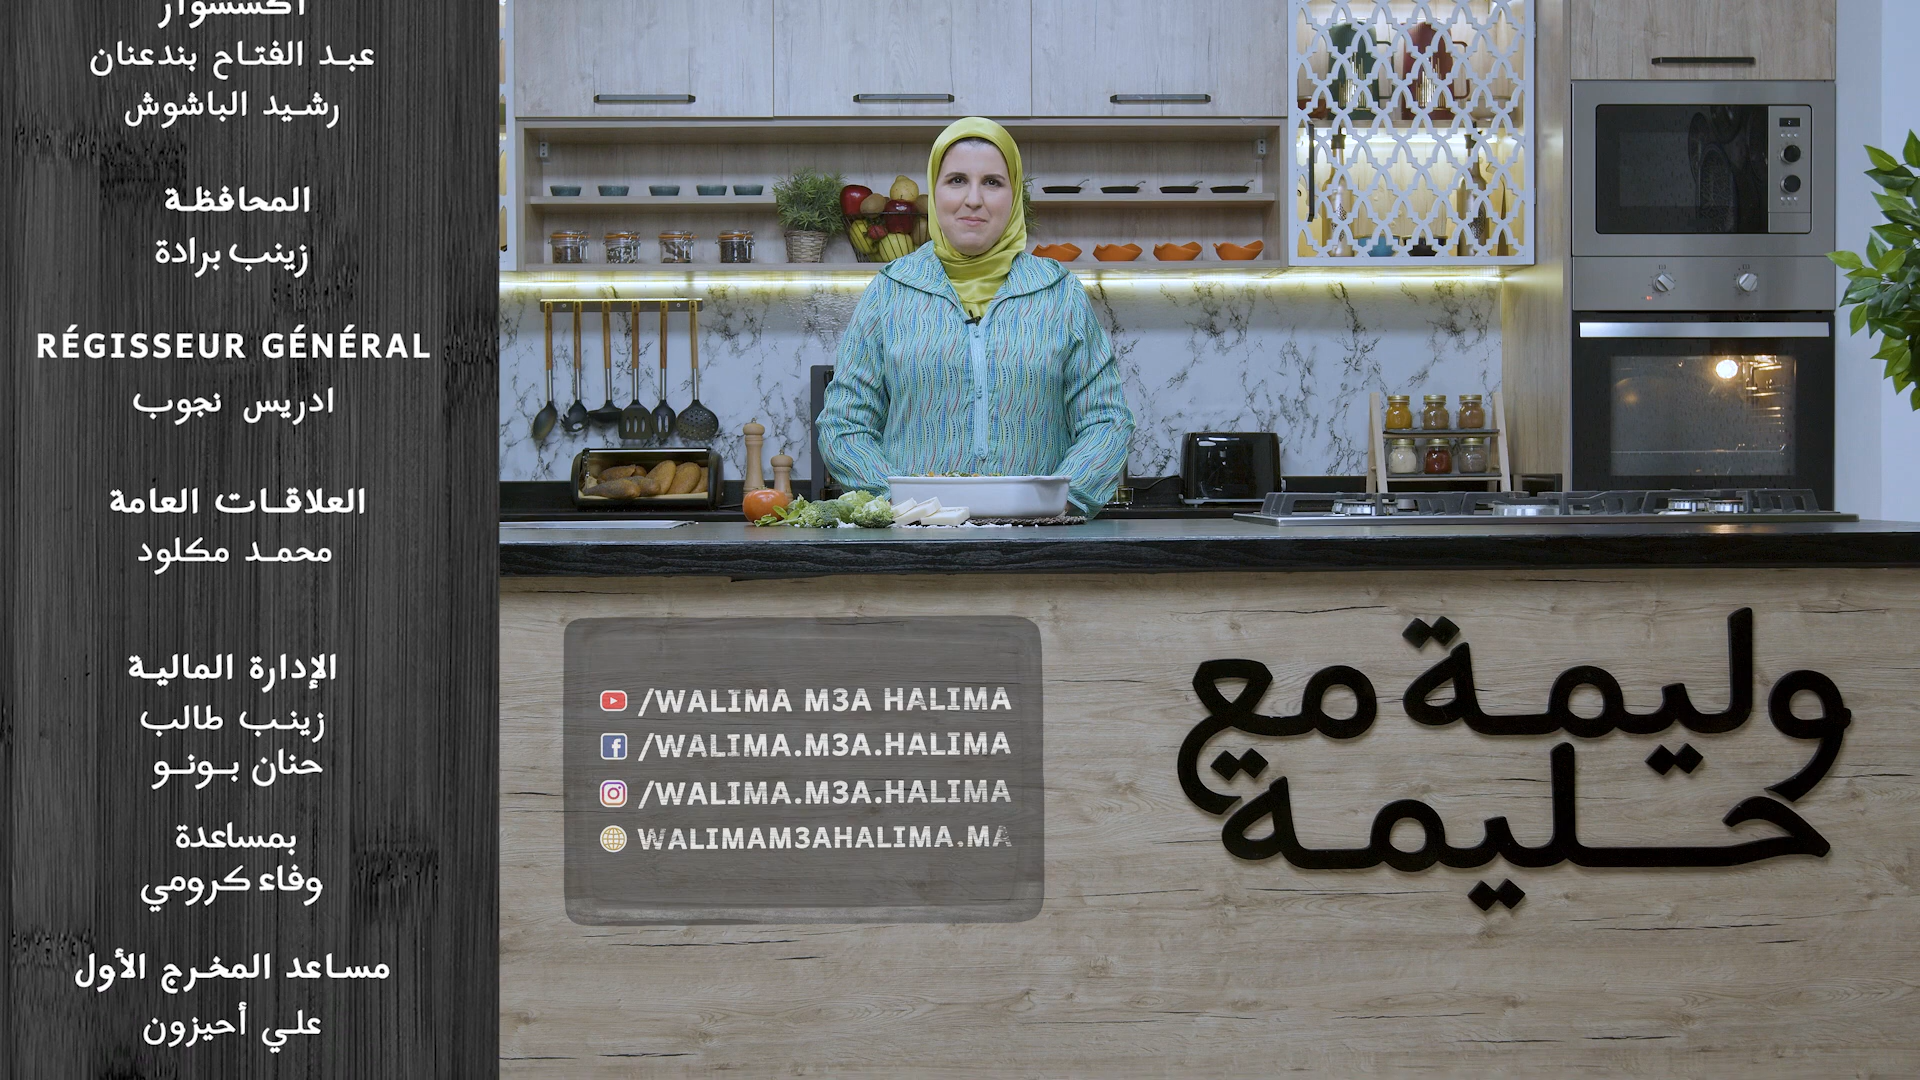 اكسسوار
عبد الفتاح بندعنان
رشيد الباشوش
المحافظة
زينب برادة
RÉGISSEUR GÉNÉRAL
ادريس نجوب
العلاقات العامة
محمد مكلود
الإدارة المالية
زينب طالب
حنان بونو
بمساعدة
وفاء كرومي
مساعد المخرج الأول
علي أحيزون
/WALIMA M3A HALIMA
/WALIMA.M3A.HALIMA
/WALIMA.M3A.HALIMA
WALIMAM3AHALIMA.MA
وليمة مع
حليمة